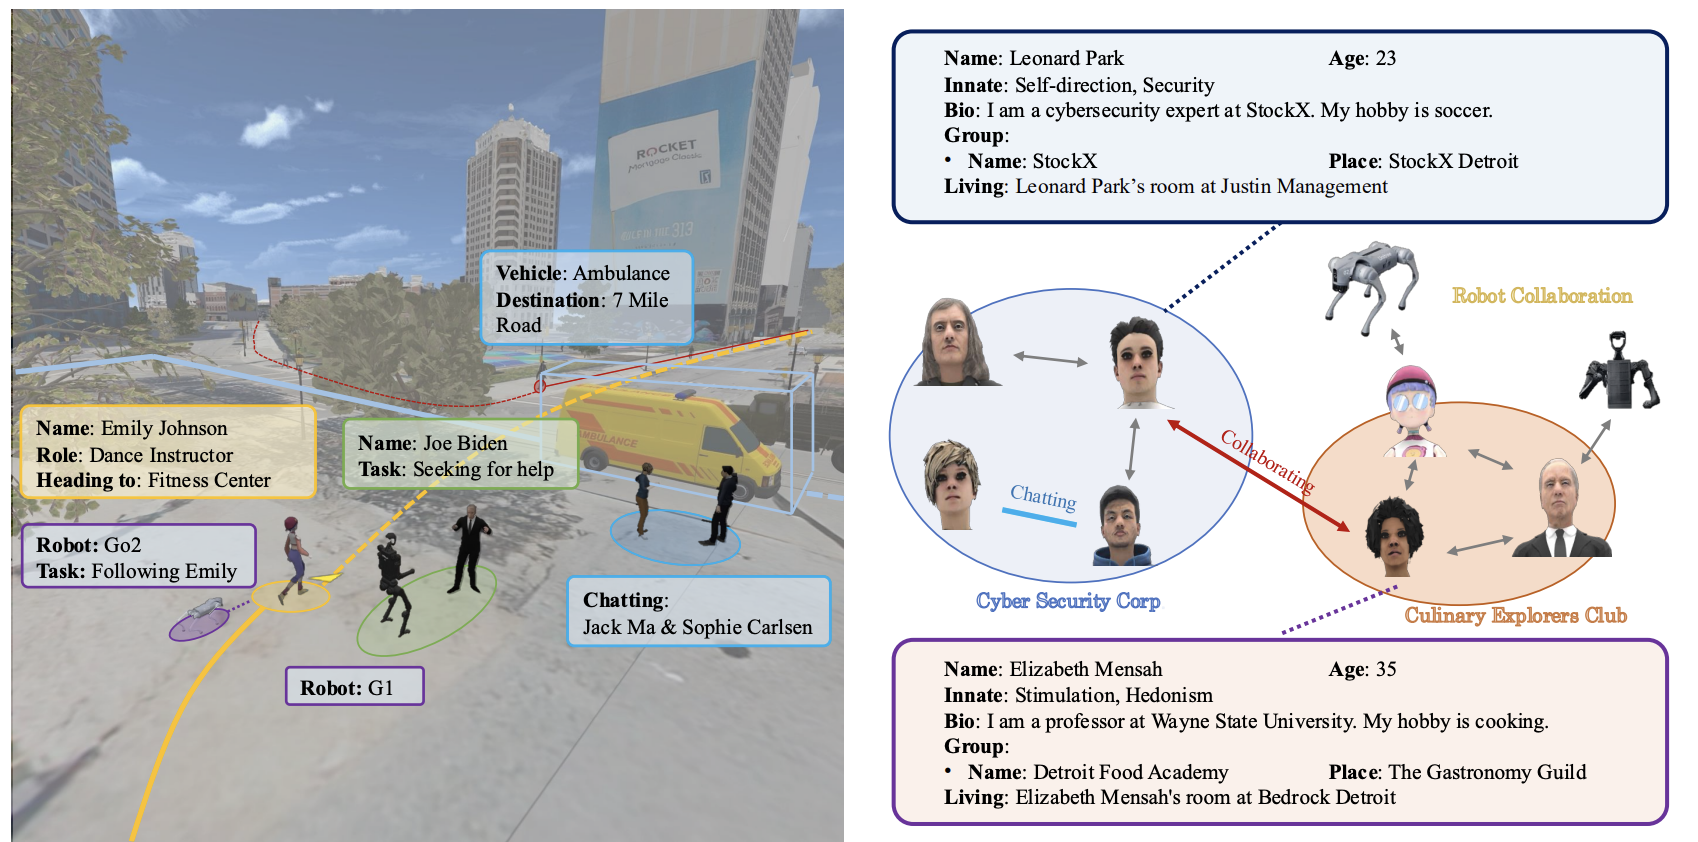 ROCKET
Mortgage Classic
313
Vehicle: Ambulance
Destination: 7 Mile
Road
AMBULANCE
Name: Emily Johnson
Role: Dance Instructor
Heading to: Fitness Center
Name: Joe Biden
Task: Seeking for help
Robot: Go2
Task: Following Emily
Chatting:
Jack Ma & Sophie Carlsen
Robot: G1
Name: Leonard Park Age: 23
Innate: Self-direction, Security
Bio: I am a cybersecurity expert at StockX. My hobby is soccer.
Group:
• Name: StockX Place: StockX Detroit
Living: Leonard Park’s room at Justin Management
Robot Collaboration
Collaborating
Chatting
Cyber Security Corp
Culinary Explorers Club
Name: Elizabeth Mensah Age: 35
Innate: Stimulation, Hedonism
Bio: I am a professor at Wayne State University. My hobby is cooking.
Group:
• Name: Detroit Food Academy Place: The Gastronomy Guild
Living: Elizabeth Mensah's room at Bedrock Detroit